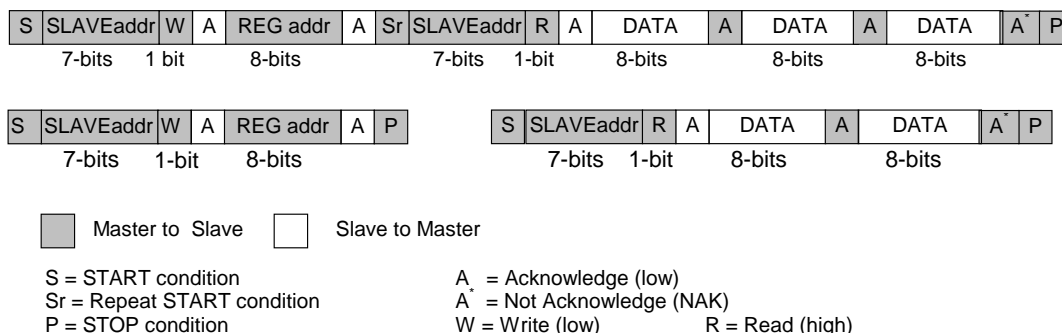 S SLAVEaddr W A REG addr A Sr SLAVEaddr R A DATA A DATA A DATA A* P
7-bits 1 bit 8-bits 7-bits 1-bit 8-bits 8-bits 8-bits
S SLAVEaddr W A REG addr A P S SLAVEaddr R A DATA A DATA A* P
7-bits 1-bit 8-bits 7-bits 1-bit 8-bits 8-bits
Master to Slave Slave to Master
S = START condition A = Acknowledge (low)
Sr = Repeat START condition A* = Not Acknowledge (NAK)
P = STOP condition W = Write (low) R = Read (high)